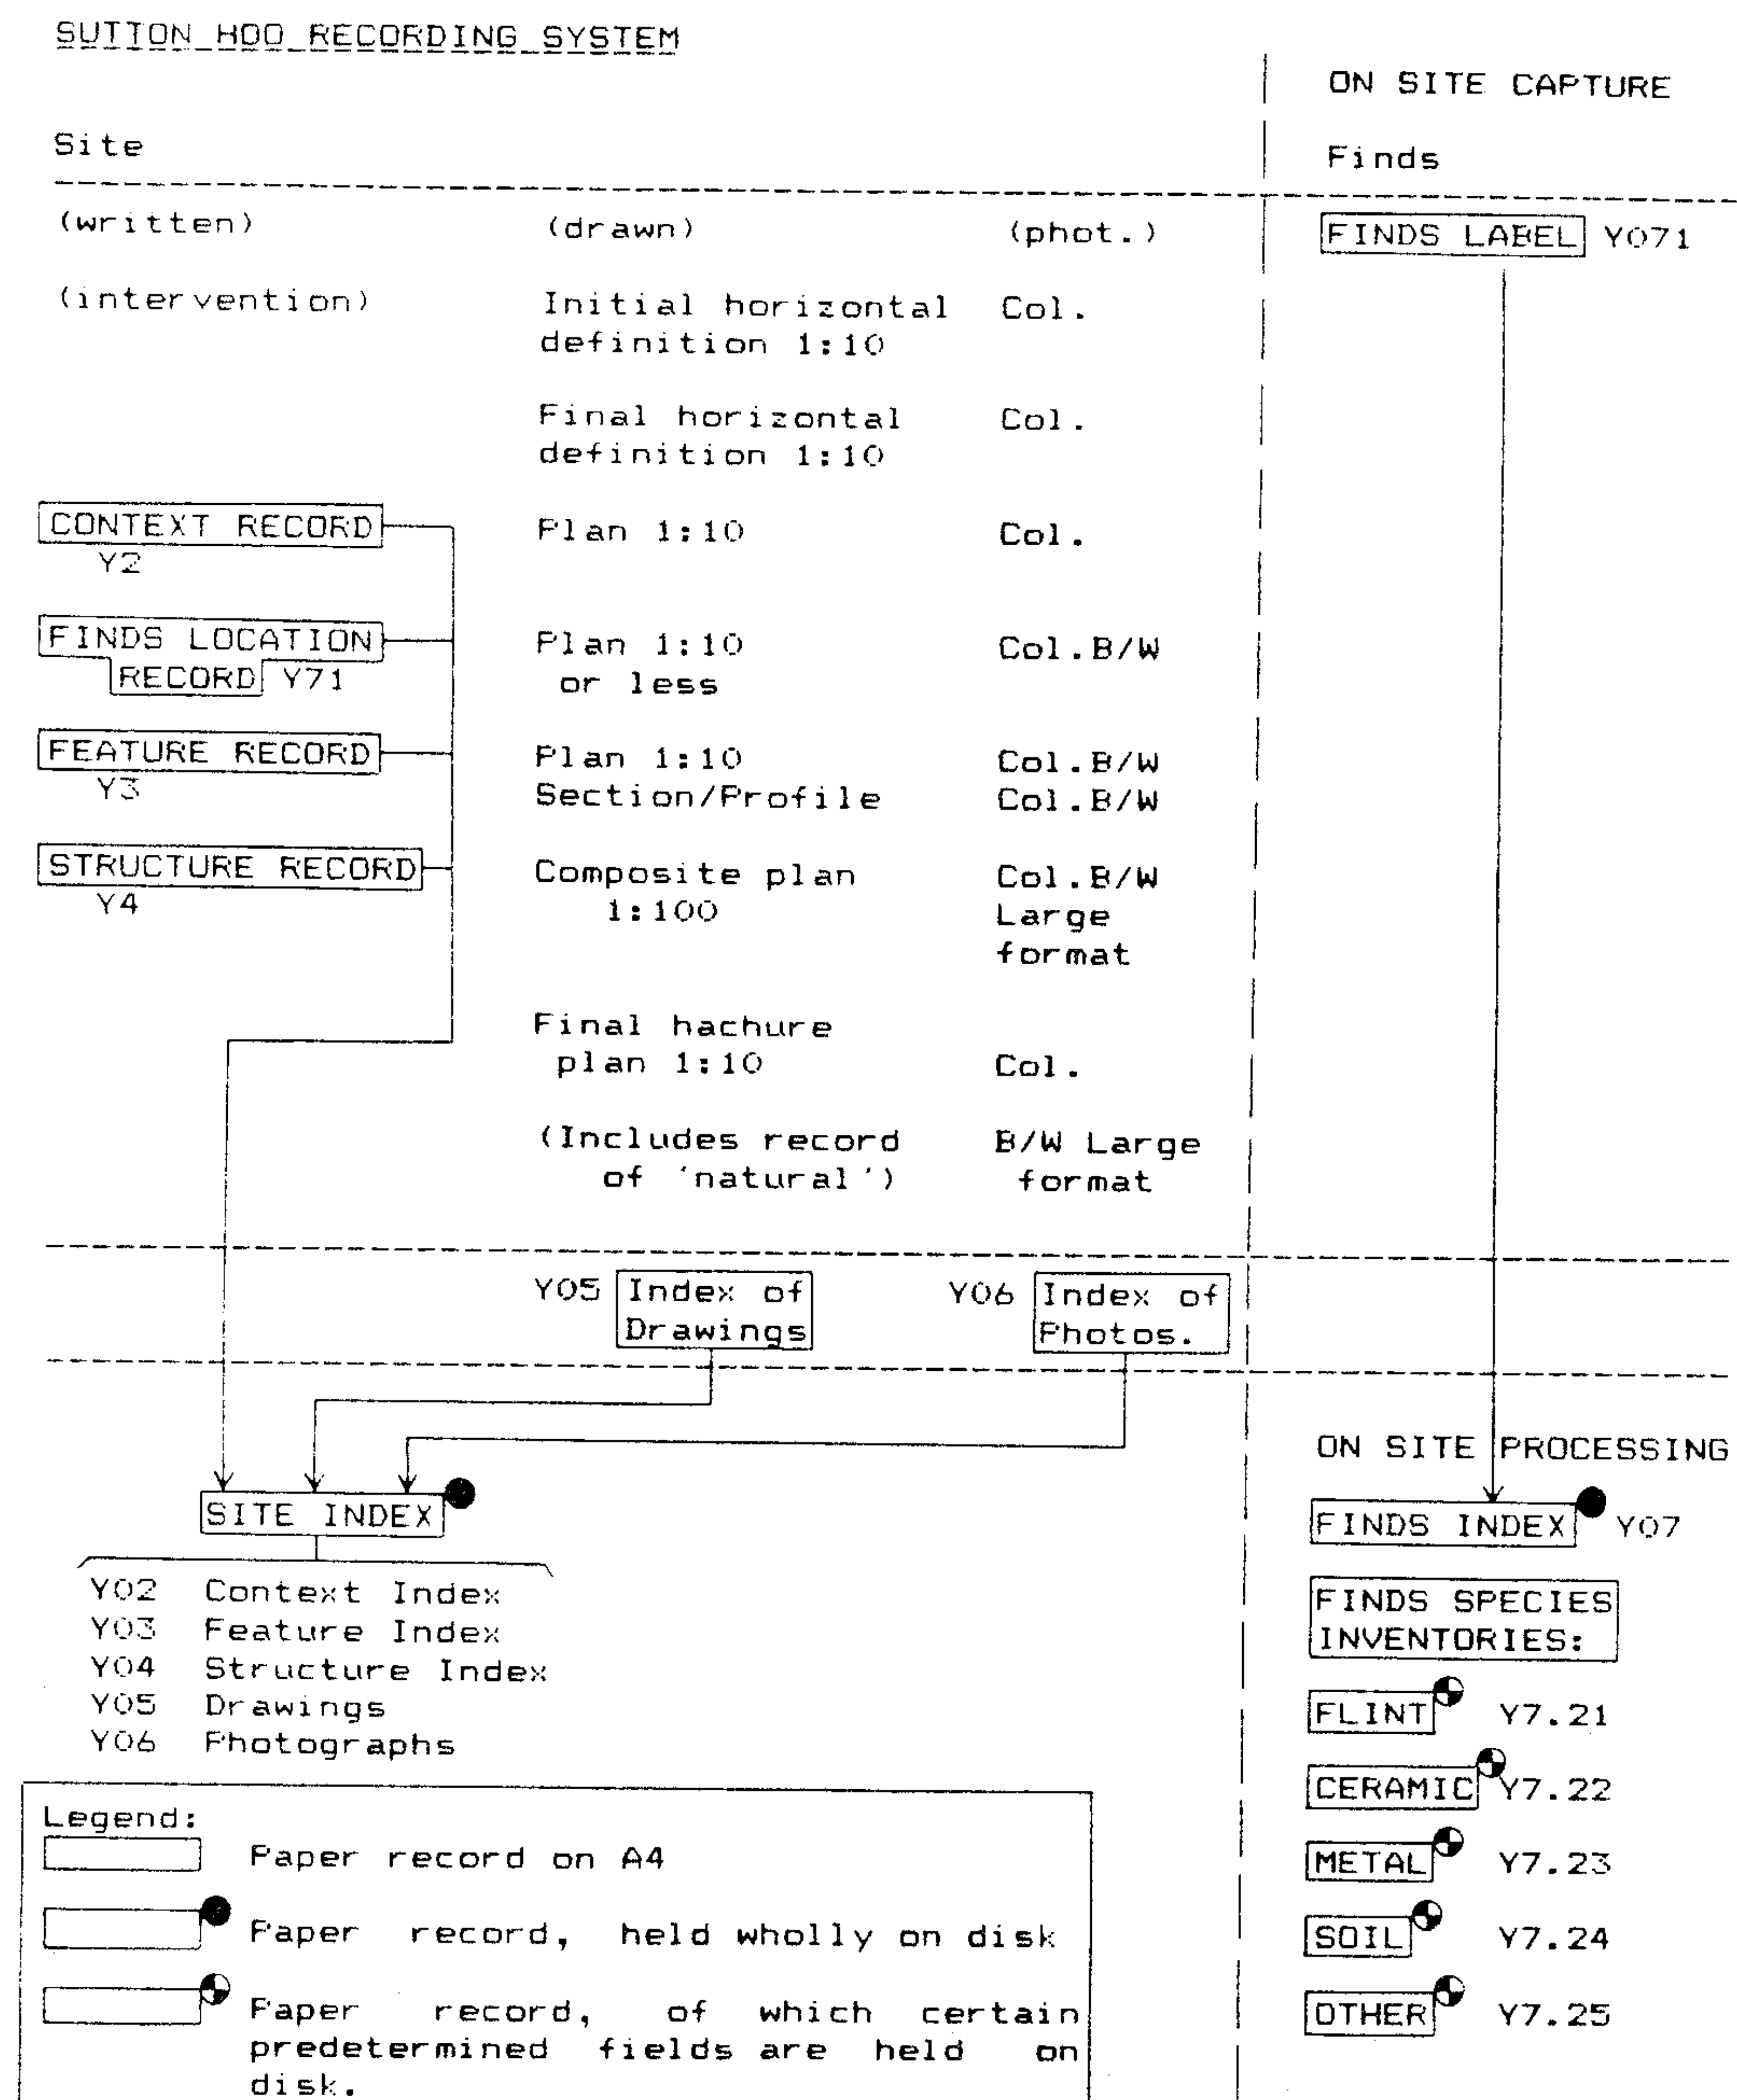 SUTTON HOO RECORDING SYSTEM
ON SITE CAPTURE
Site
Finds
(written)
(drawn)
(phot.)
FINDS LABEL Y071
(intervention)
Initial horizontal
definition 1:10
Col.
Final horizontal
definition 1:10
Col.
CONTEXT RECORD
Y2
Plan 1:10
Col.
FINDS LOCATION
RECORD Y71
Plan 1:10
or less
Col.B/W
FEATURE RECORD
Y3
Plan 1:10
Section/Profile
Col.B/W
Col.B/W
STRUCTURE RECORD
Y4
Composite plan
1:100
Col.B/W
Large
format
Final hachure
plan 1:10
Col.
(Includes record
of 'natural')
B/W Large
format
Y05 Index of
Drawings
Y06 Index of
Photos.
ON SITE PROCESSING
SITE INDEX
Y02 Context Index
Y03 Feature Index
Y04 Structure Index
Y05 Drawings
Y06 Photographs
FINDS INDEX Y07
FINDS SPECIES
INVENTORIES:
FLINT Y7.21
CERAMIC Y7.22
METAL Y7.23
SOIL Y7.24
OTHER Y7.25
Legend:
Paper record on A4
Paper record, held wholly on disk
Paper record, of which certain
predetermined fields are held on
disk.